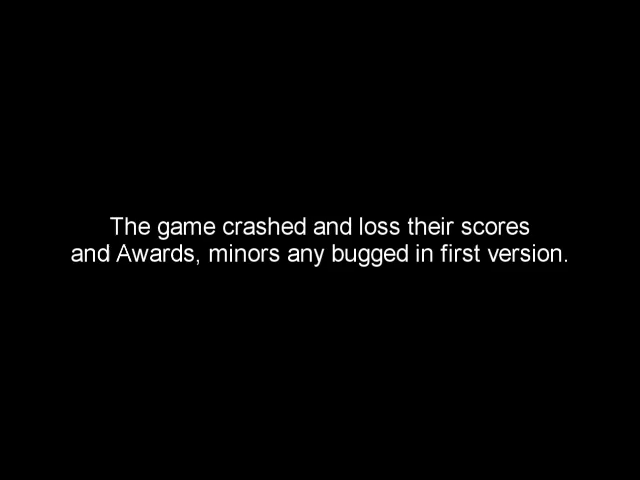 The game crashed and loss their scores
and Awards, minors any bugged in first version.